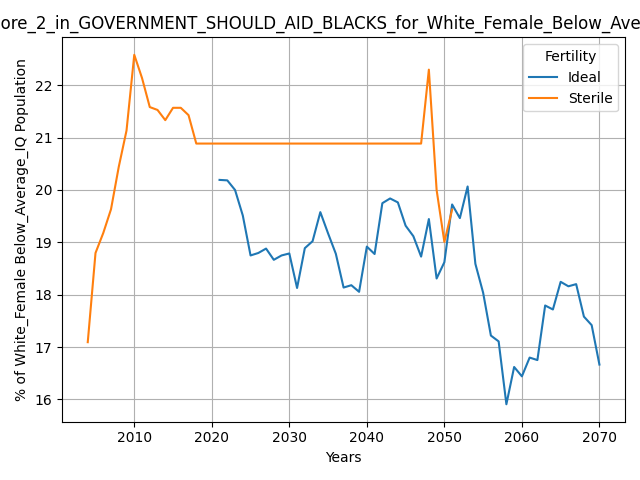 ore_2_in_GOVERNMENT_SHOULD_AID_BLACKS_for_White_Female_Below_Ave
% of White_Female Below_Average_IQ Population
22
21
20
19
18
17
16
Fertility
Ideal
Sterile
2010 2020 2030 2040 2050 2060 2070
Years